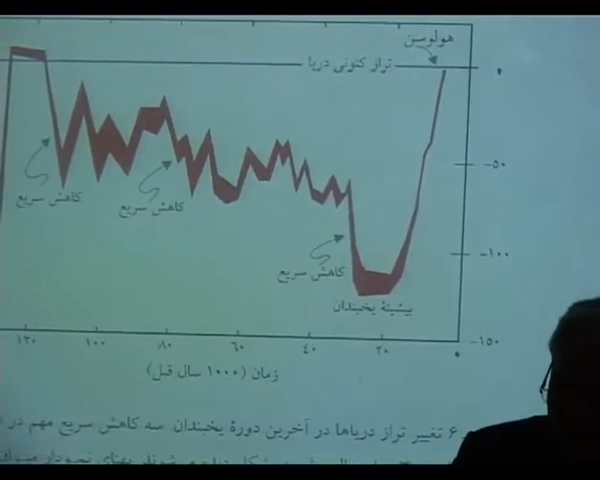 هولوسن
تراز کنونی دریا
۰
-۵۰
-۱۰۰
-۱۵۰
کاهش سریع
کاهش سریع
کاهش سریع
بیشینهٔ یخبندان
۱۲۰ ۱۰۰ ۸۰ ۶۰ ۴۰ ۲۰ ۰
زمان (۱۰۰۰ سال قبل)
۶ تغییر تراز دریاها در آخرین دورهٔ یخبندان. سه کاهش سریع مهم در